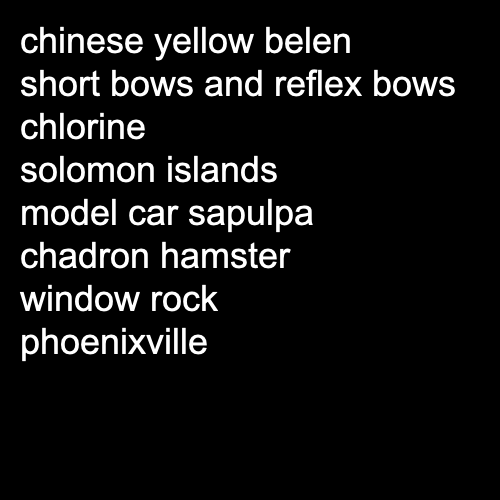 chinese yellow belen
short bows and reflex bows
chlorine
solomon islands
model car sapulpa
chadron hamster
window rock
phoenixville